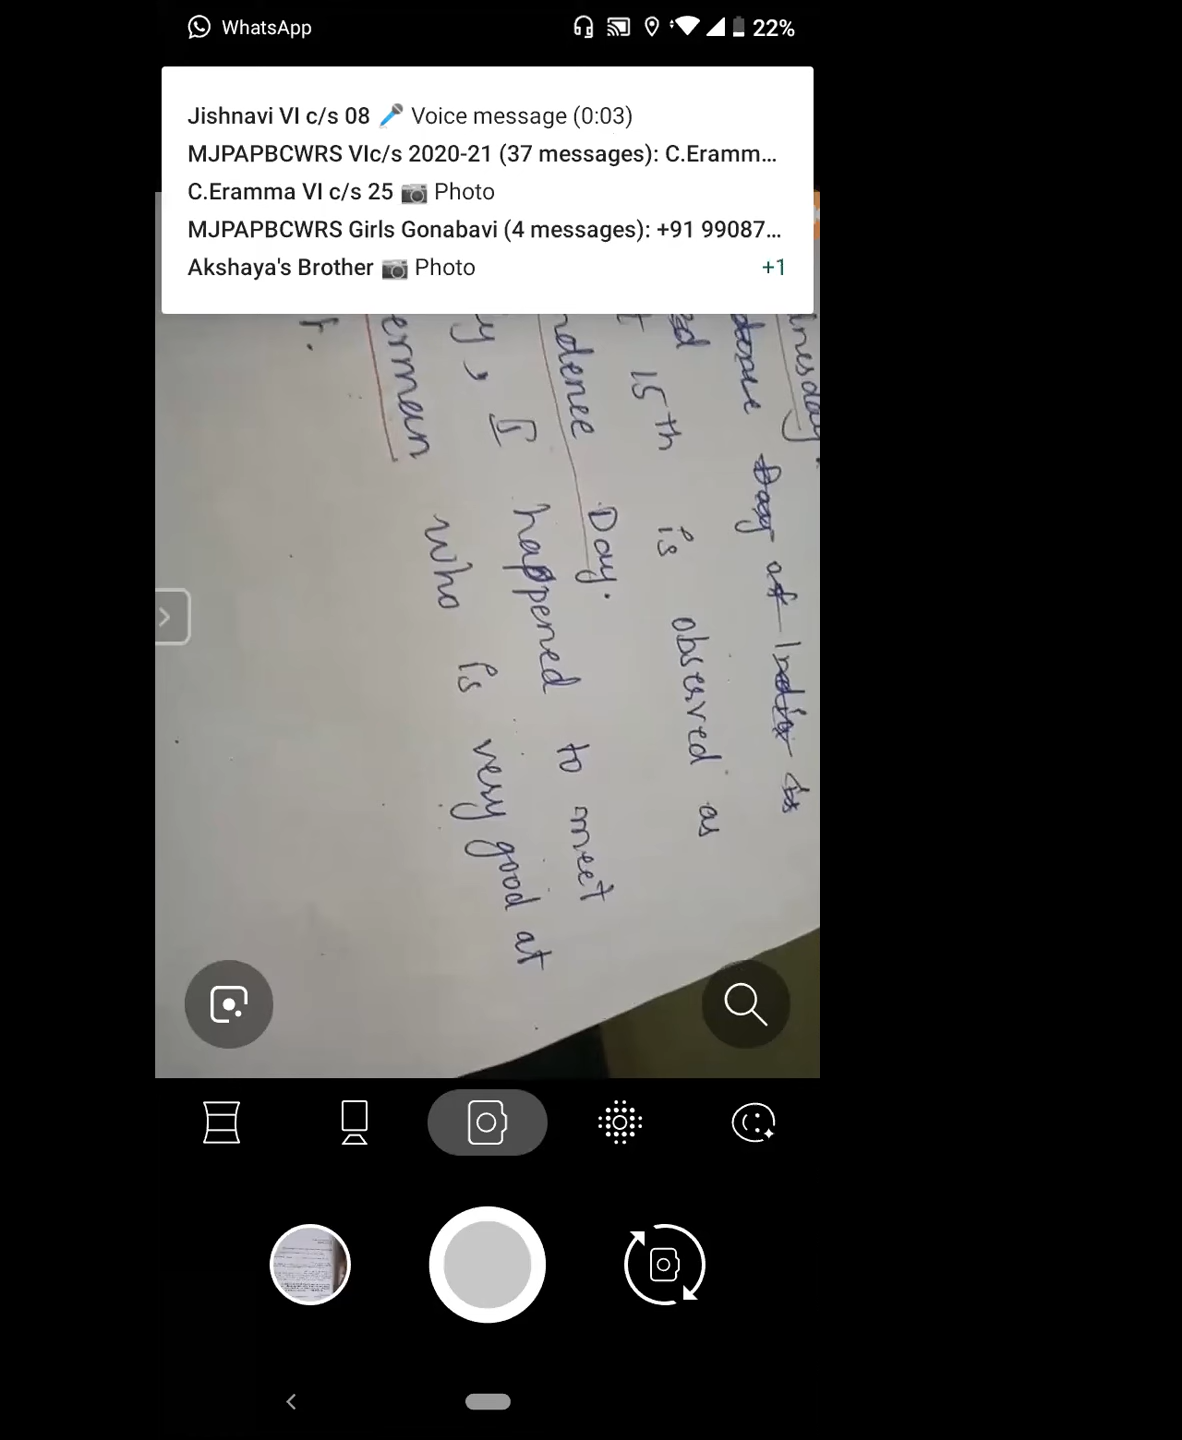 WhatsApp
22%
Jishnavi VI c/s 08 🎤 Voice message (0:03)
MJPAPBCWRS VIc/s 2020-21 (37 messages): C.Eramm...
C.Eramma VI c/s 25 📷 Photo
MJPAPBCWRS Girls Gonabavi (4 messages): +91 99087...
Akshaya's Brother 📷 Photo
+1
Day of India is
15th is observed as
ndence Day.
y, I happened to meet
erman who is very good at
r.